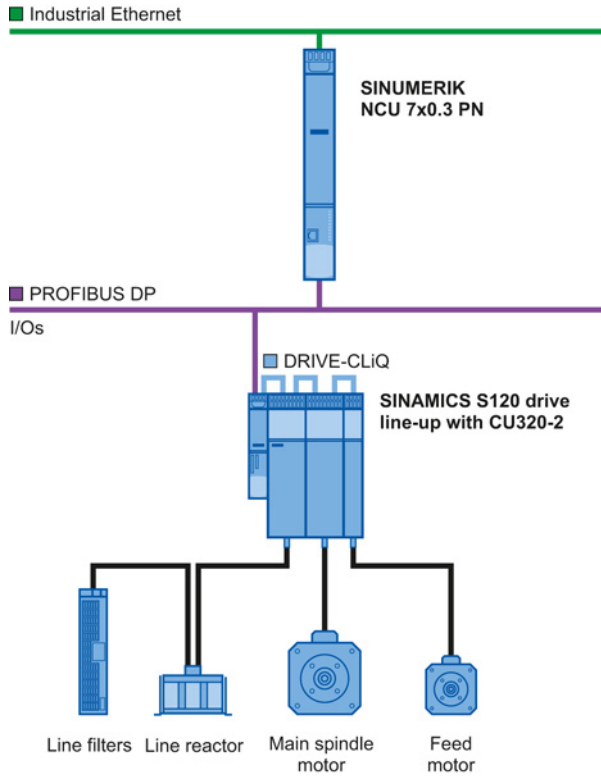 Industrial Ethernet
SINUMERIK
NCU 7x0.3 PN
PROFIBUS DP
I/Os
DRIVE-CLiQ
SINAMICS S120 drive
line-up with CU320-2
Line filters
Line reactor
Main spindle
motor
Feed
motor